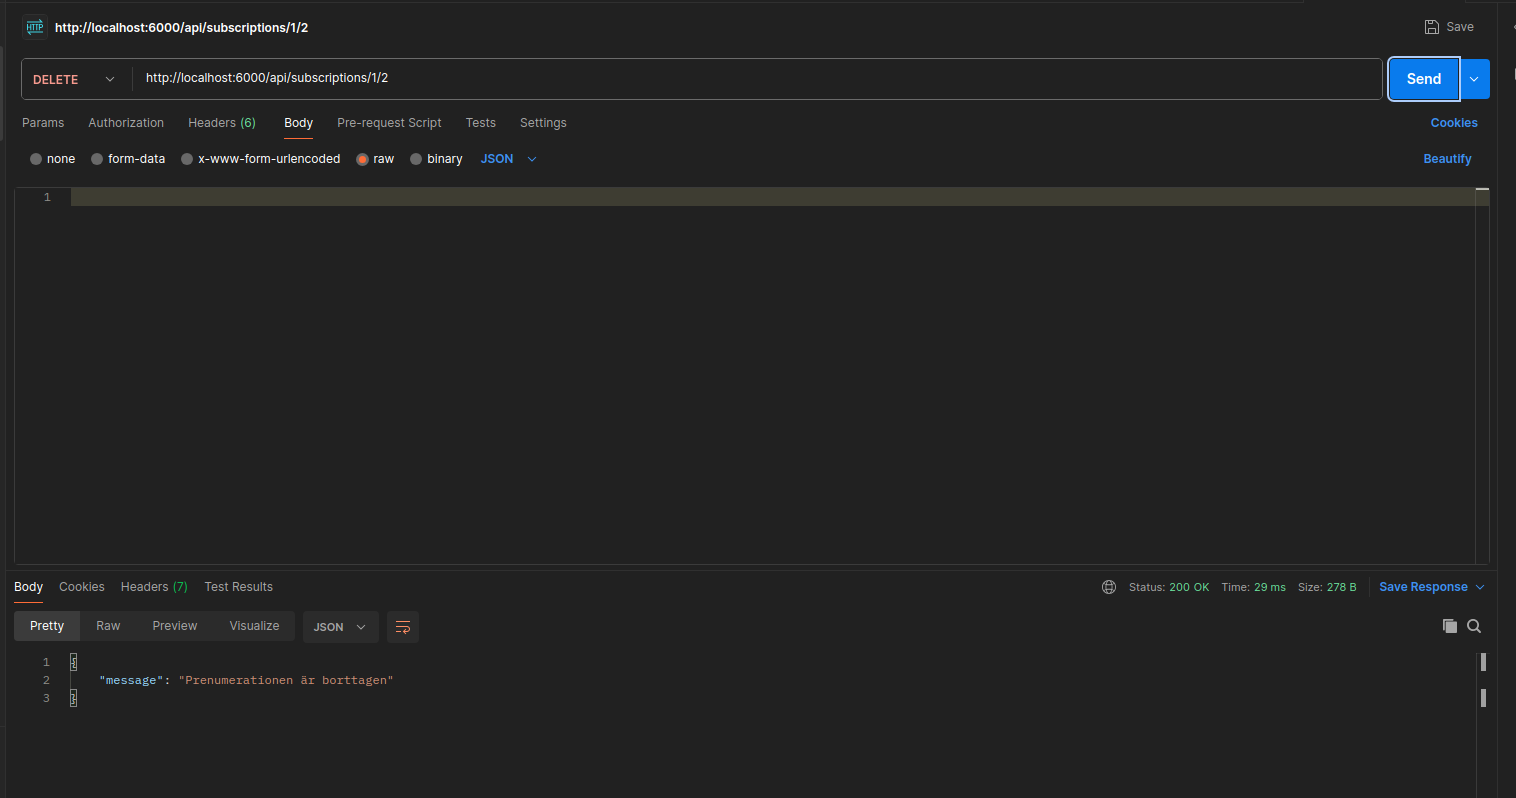 HTTP http://localhost:6000/api/subscriptions/1/2 Save
DELETE http://localhost:6000/api/subscriptions/1/2 Send
Params Authorization Headers (6) Body Pre-request Script Tests Settings Cookies
none form-data x-www-form-urlencoded raw binary JSON Beautify
1
Body Cookies Headers (7) Test Results Status: 200 OK Time: 29 ms Size: 278 B Save Response
Pretty Raw Preview Visualize JSON
1 {
2 "message": "Prenumerationen är borttagen"
3 }